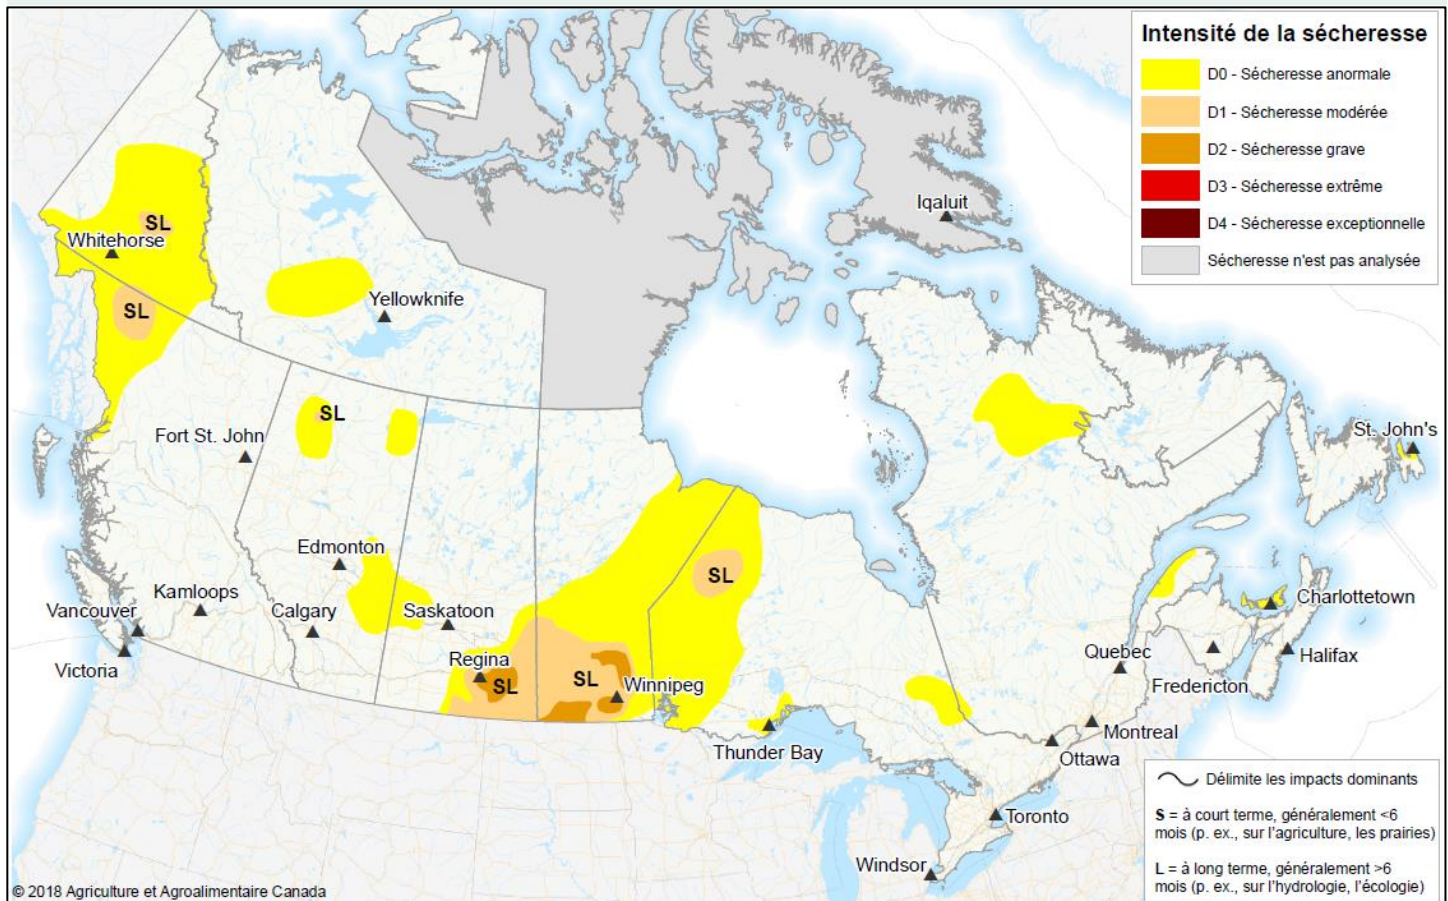 Intensité de la sécheresse
D0 - Sécheresse anormale
D1 - Sécheresse modérée
D2 - Sécheresse grave
D3 - Sécheresse extrême
D4 - Sécheresse exceptionnelle
Sécheresse n'est pas analysée
Iqaluit
SL
Whitehorse
SL
Yellowknife
SL
Fort St. John
St. John's
Edmonton
SL
Kamloops
Calgary
Saskatoon
Vancouver
Charlottetown
Victoria
Regina
SL
SL
Winnipeg
Quebec
Halifax
Fredericton
Thunder Bay
Montreal
Ottawa
Toronto
Windsor
Délimite les impacts dominants
S = à court terme, généralement <6
mois (p. ex., sur l'agriculture, les prairies)
L = à long terme, généralement >6
mois (p. ex., sur l'hydrologie, l'écologie)
© 2018 Agriculture et Agroalimentaire Canada